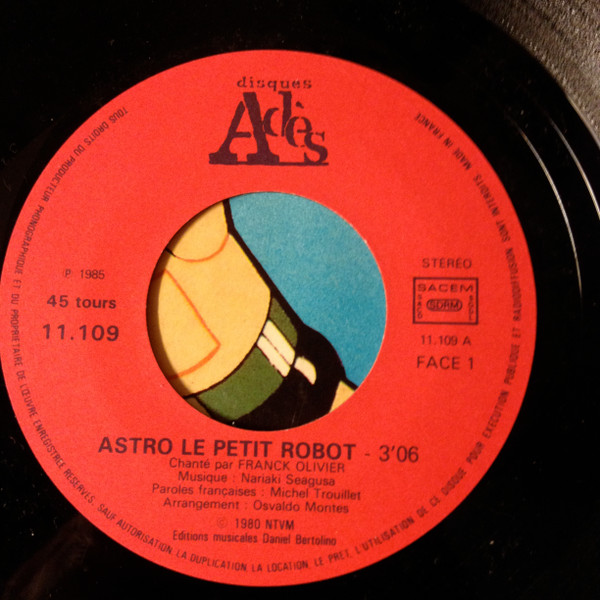 disques
Adès
℗ 1985
45 tours
11.109
STEREO
SACEM
SDRM
SACD
SGDL
11.109 A
FACE 1
ASTRO LE PETIT ROBOT - 3'06
Chanté par FRANCK OLIVIER
Musique : Nariaki Seagusa
Paroles françaises : Michel Trouillet
Arrangement : Osvaldo Montes
© 1980 NTVM
Editions musicales Daniel Bertolino
TOUS DROITS DU PRODUCTEUR PHONOGRAPHIQUE ET DU PROPRIETAIRE DE L'ŒUVRE ENREGISTREE RESERVES. SAUF AUTORISATION, LA DUPLICATION, LA LOCATION, LE PRET, L'UTILISATION DE CE DISQUE POUR EXECUTION PUBLIQUE ET RADIODIFFUSION SONT INTERDITS. MADE IN FRANCE